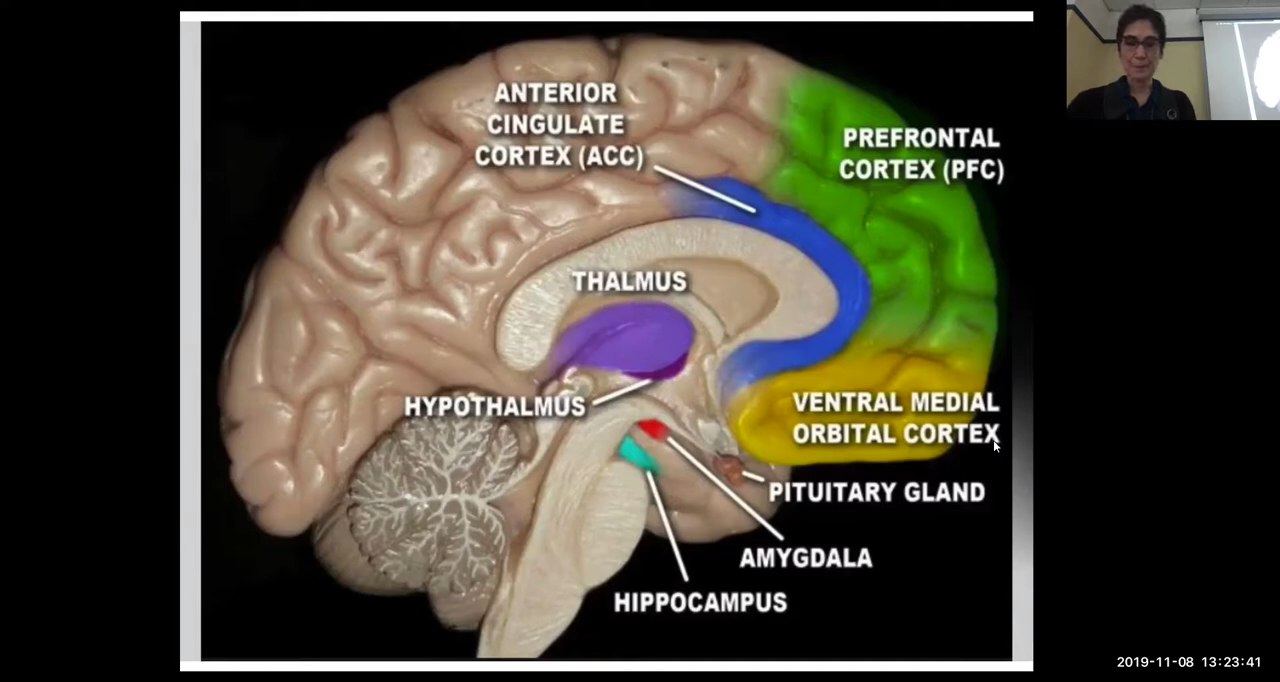 ANTERIOR
CINGULATE
CORTEX (ACC)
PREFRONTAL
CORTEX (PFC)
THALMUS
HYPOTHALMUS
VENTRAL MEDIAL
ORBITAL CORTEX
PITUITARY GLAND
AMYGDALA
HIPPOCAMPUS
2019-11-08 13:23:41